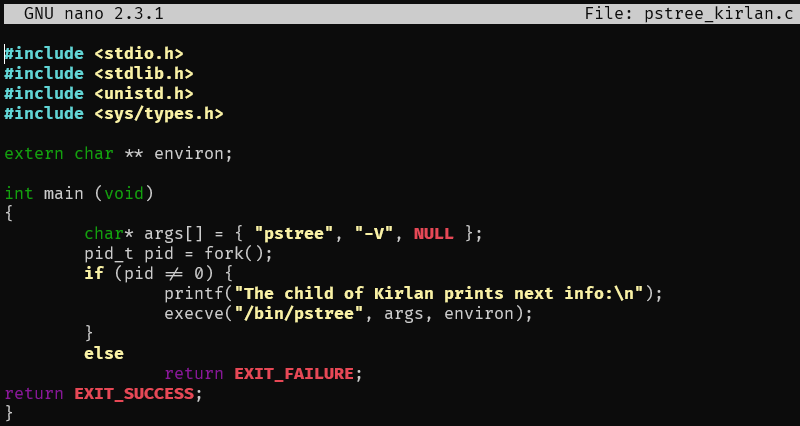 GNU nano 2.3.1 File: pstree_kirlan.c
#include <stdio.h>
#include <stdlib.h>
#include <unistd.h>
#include <sys/types.h>
extern char ** environ;
int main (void)
{
char* args[] = { "pstree", "-V", NULL };
pid_t pid = fork();
if (pid != 0) {
printf("The child of Kirlan prints next info:\n");
execve("/bin/pstree", args, environ);
}
else
return EXIT_FAILURE;
return EXIT_SUCCESS;
}